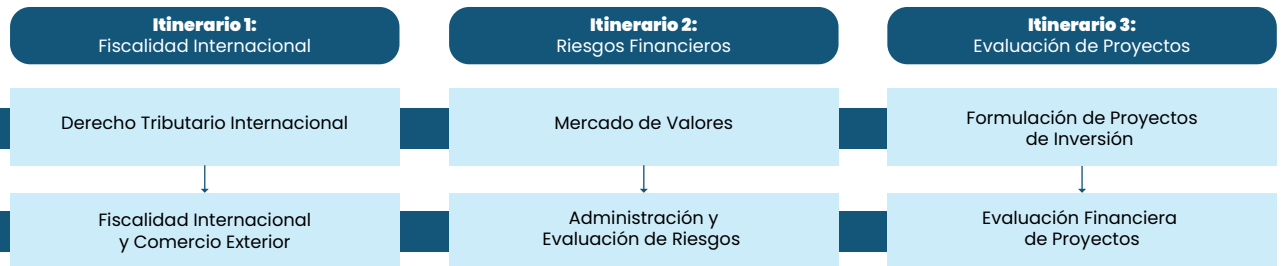 Itinerario 1:
Fiscalidad Internacional
Itinerario 2:
Riesgos Financieros
Itinerario 3:
Evaluación de Proyectos
Derecho Tributario Internacional
Mercado de Valores
Formulación de Proyectos
de Inversión
Fiscalidad Internacional
y Comercio Exterior
Administración y
Evaluación de Riesgos
Evaluación Financiera
de Proyectos